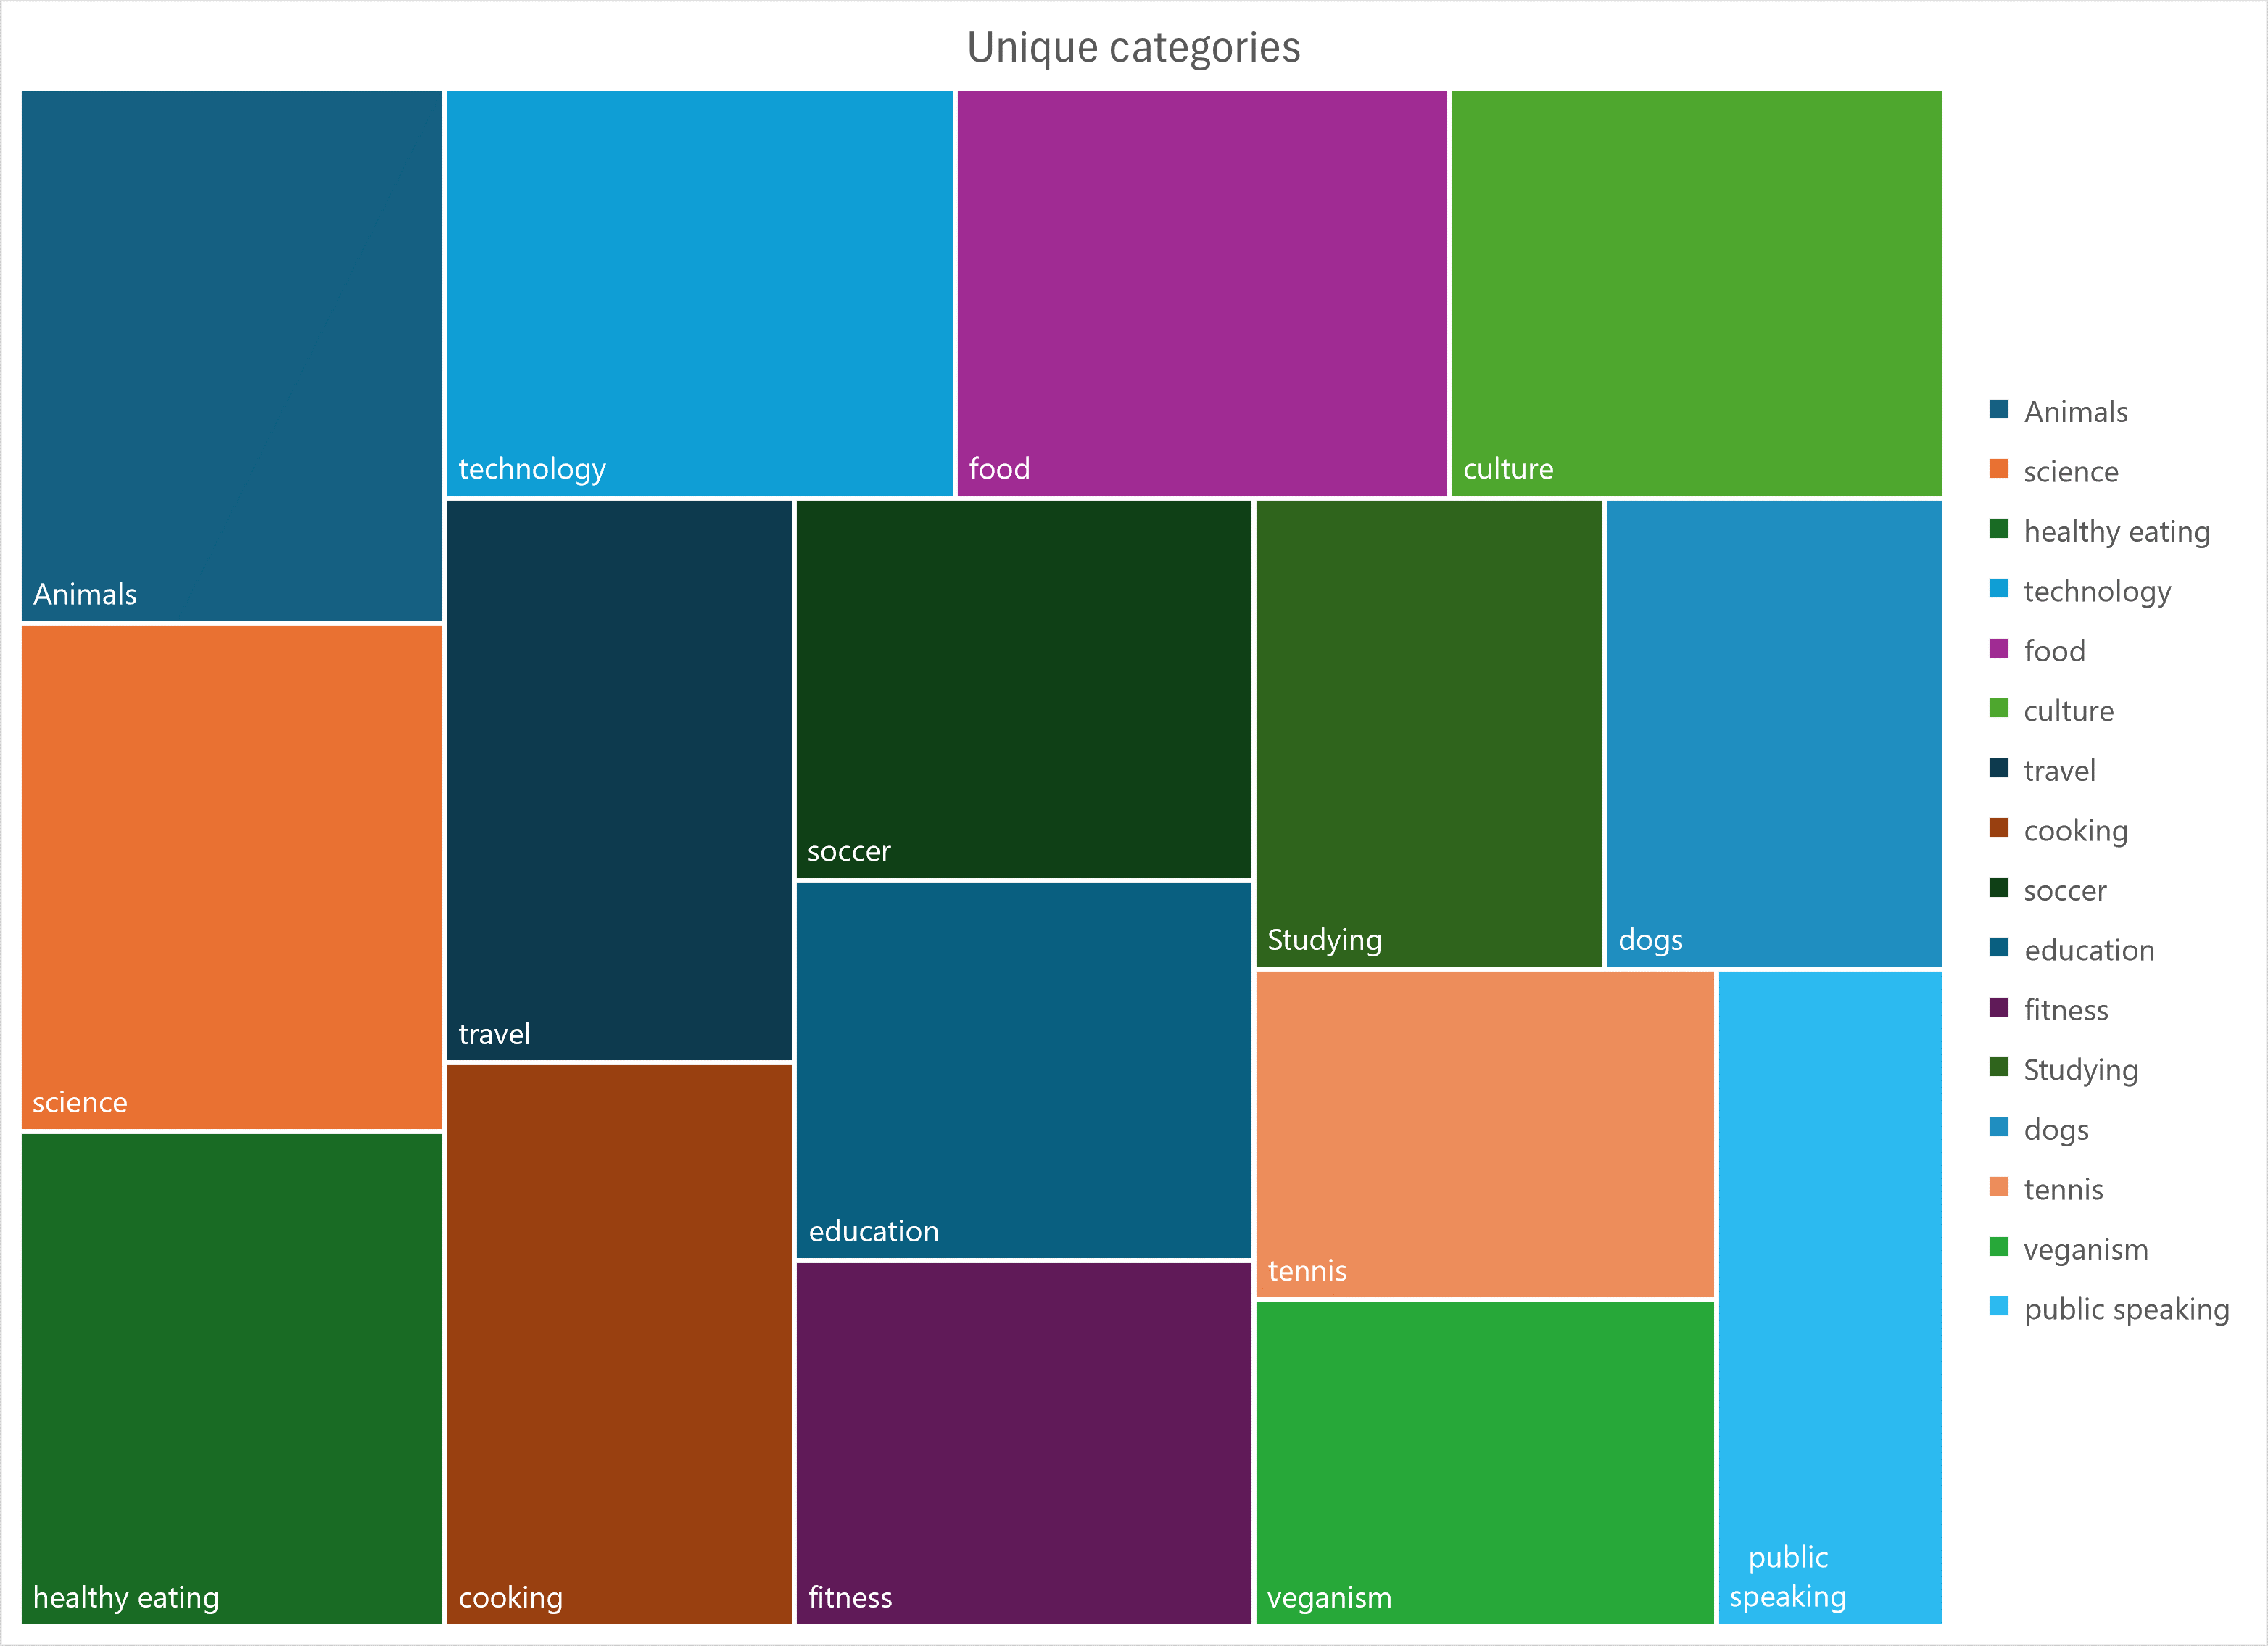 Unique categories
Animals
technology
food
culture
science
travel
soccer
Studying
dogs
education
tennis
healthy eating
cooking
fitness
veganism
public
speaking
Animals
science
healthy eating
technology
food
culture
travel
cooking
soccer
education
fitness
Studying
dogs
tennis
veganism
public speaking